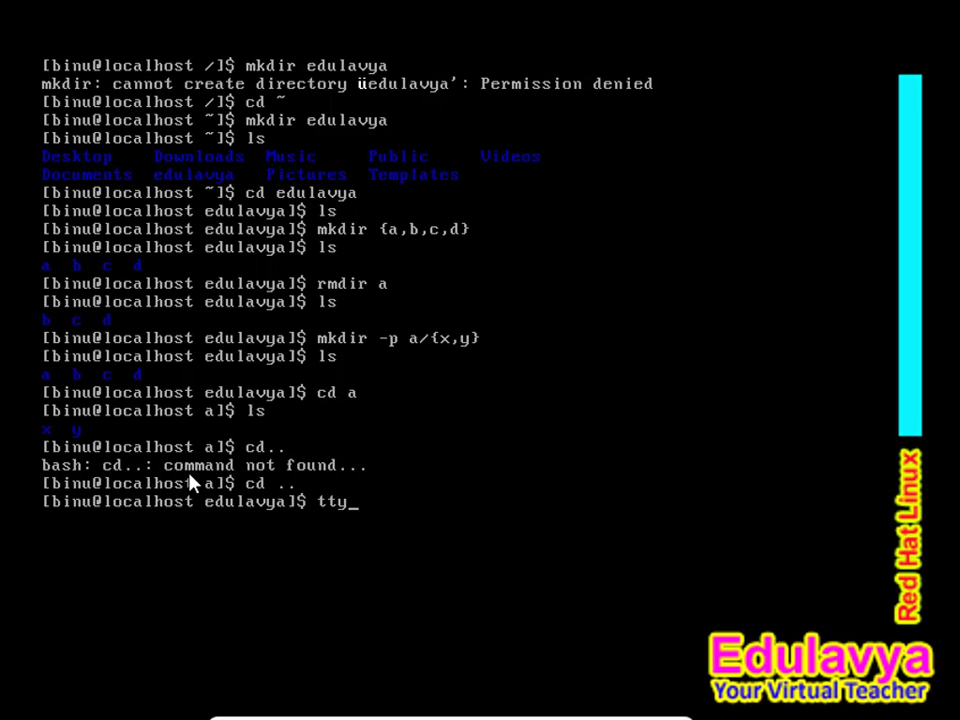 [binu@localhost /]$ mkdir edulavya
mkdir: cannot create directory üedulavya': Permission denied
[binu@localhost /]$ cd ~
[binu@localhost ~]$ mkdir edulavya
[binu@localhost ~]$ ls
Desktop Downloads Music Public Videos
Documents edulavya Pictures Templates
[binu@localhost ~]$ cd edulavya
[binu@localhost edulavya]$ ls
[binu@localhost edulavya]$ mkdir {a,b,c,d}
[binu@localhost edulavya]$ ls
a b c d
[binu@localhost edulavya]$ rmdir a
[binu@localhost edulavya]$ ls
b c d
[binu@localhost edulavya]$ mkdir -p a/{x,y}
[binu@localhost edulavya]$ ls
a b c d
[binu@localhost edulavya]$ cd a
[binu@localhost a]$ ls
x y
[binu@localhost a]$ cd..
bash: cd..: command not found...
[binu@localhost a]$ cd ..
[binu@localhost edulavya]$ tty_
Red Hat Linux
Edulavya
Your Virtual Teacher